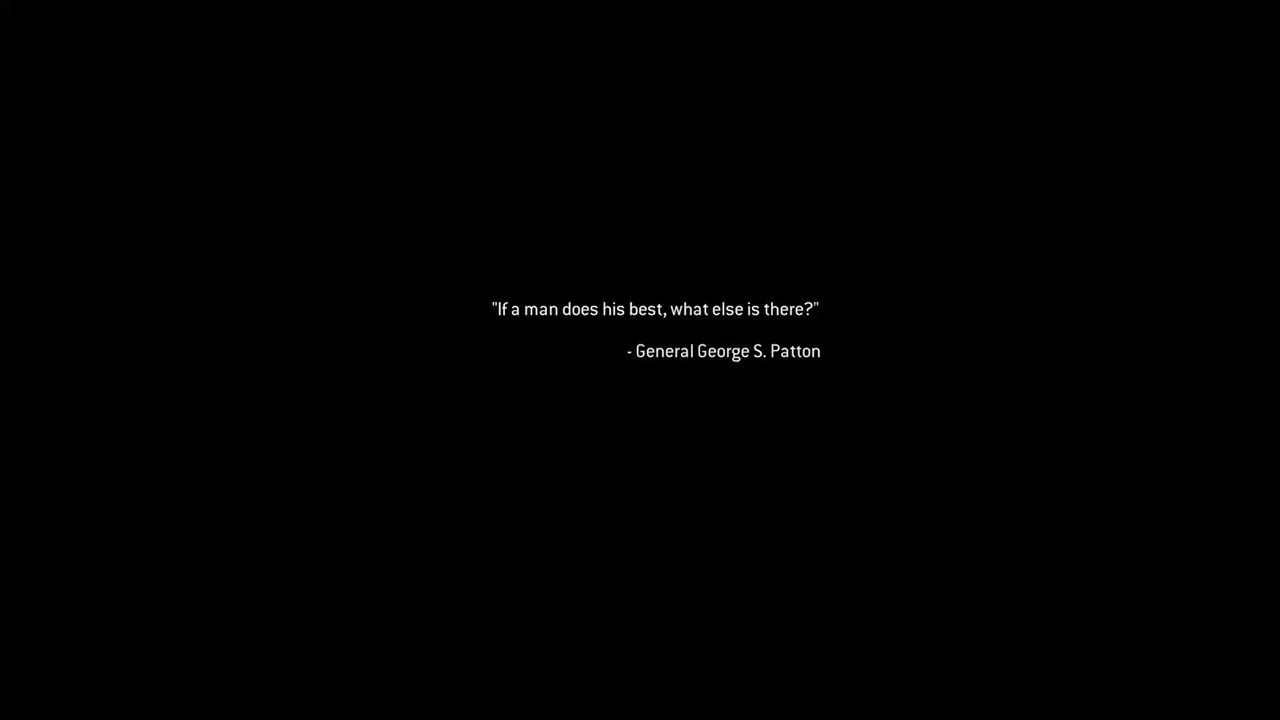 "If a man does his best, what else is there?"
- General George S. Patton